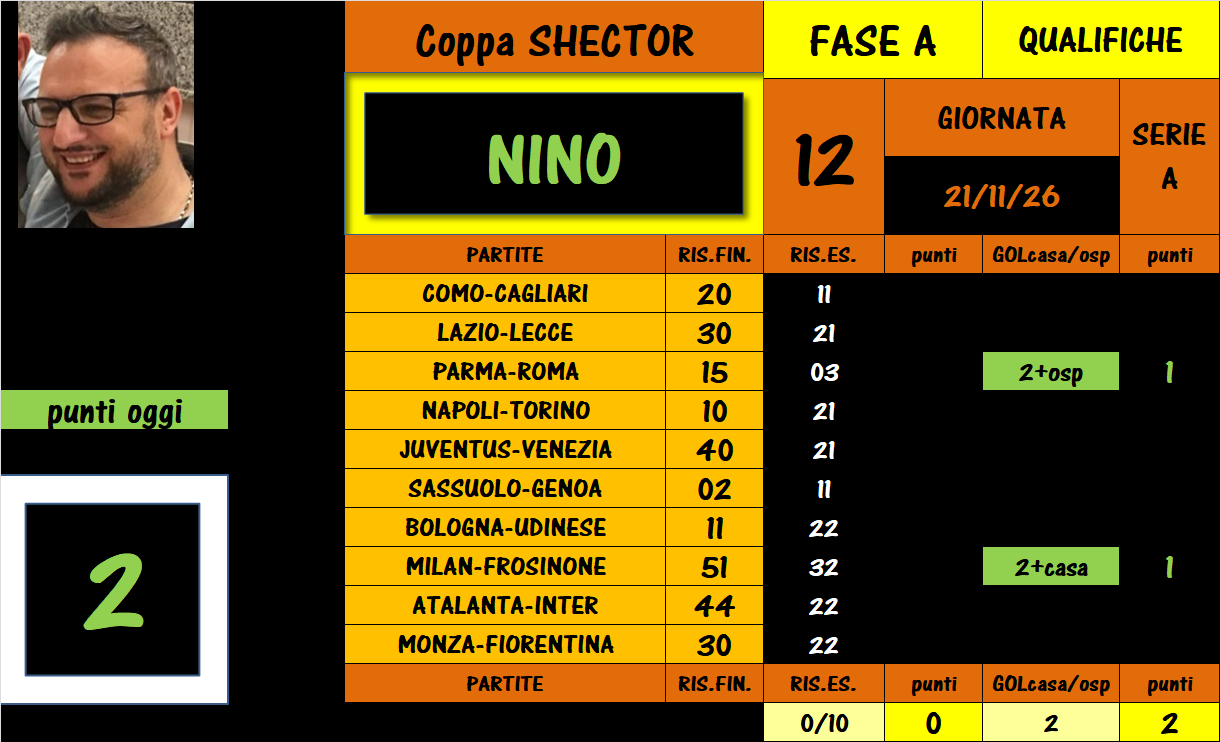 Coppa SHECTOR FASE A QUALIFICHE
NINO 12 GIORNATA SERIE A
21/11/26
PARTITE RIS.FIN. RIS.ES. punti GOLcasa/osp punti
COMO-CAGLIARI 20 11
LAZIO-LECCE 30 21
PARMA-ROMA 15 03 2+osp 1
NAPOLI-TORINO 10 21
punti oggi
JUVENTUS-VENEZIA 40 21
SASSUOLO-GENOA 02 11
BOLOGNA-UDINESE 11 22
MILAN-FROSINONE 51 32 2+casa 1
2
ATALANTA-INTER 44 22
MONZA-FIORENTINA 30 22
PARTITE RIS.FIN. RIS.ES. punti GOLcasa/osp punti
0/10 0 2 2